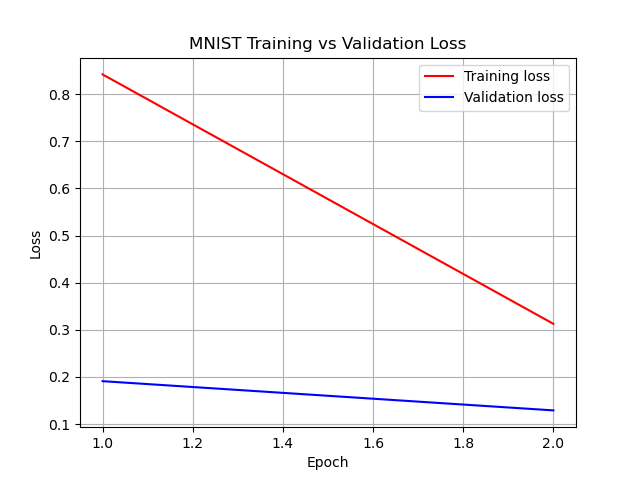 MNIST Training vs Validation Loss
Training loss
Validation loss
0.8
0.7
0.6
0.5
0.4
0.3
0.2
0.1
Loss
1.0 1.2 1.4 1.6 1.8 2.0
Epoch